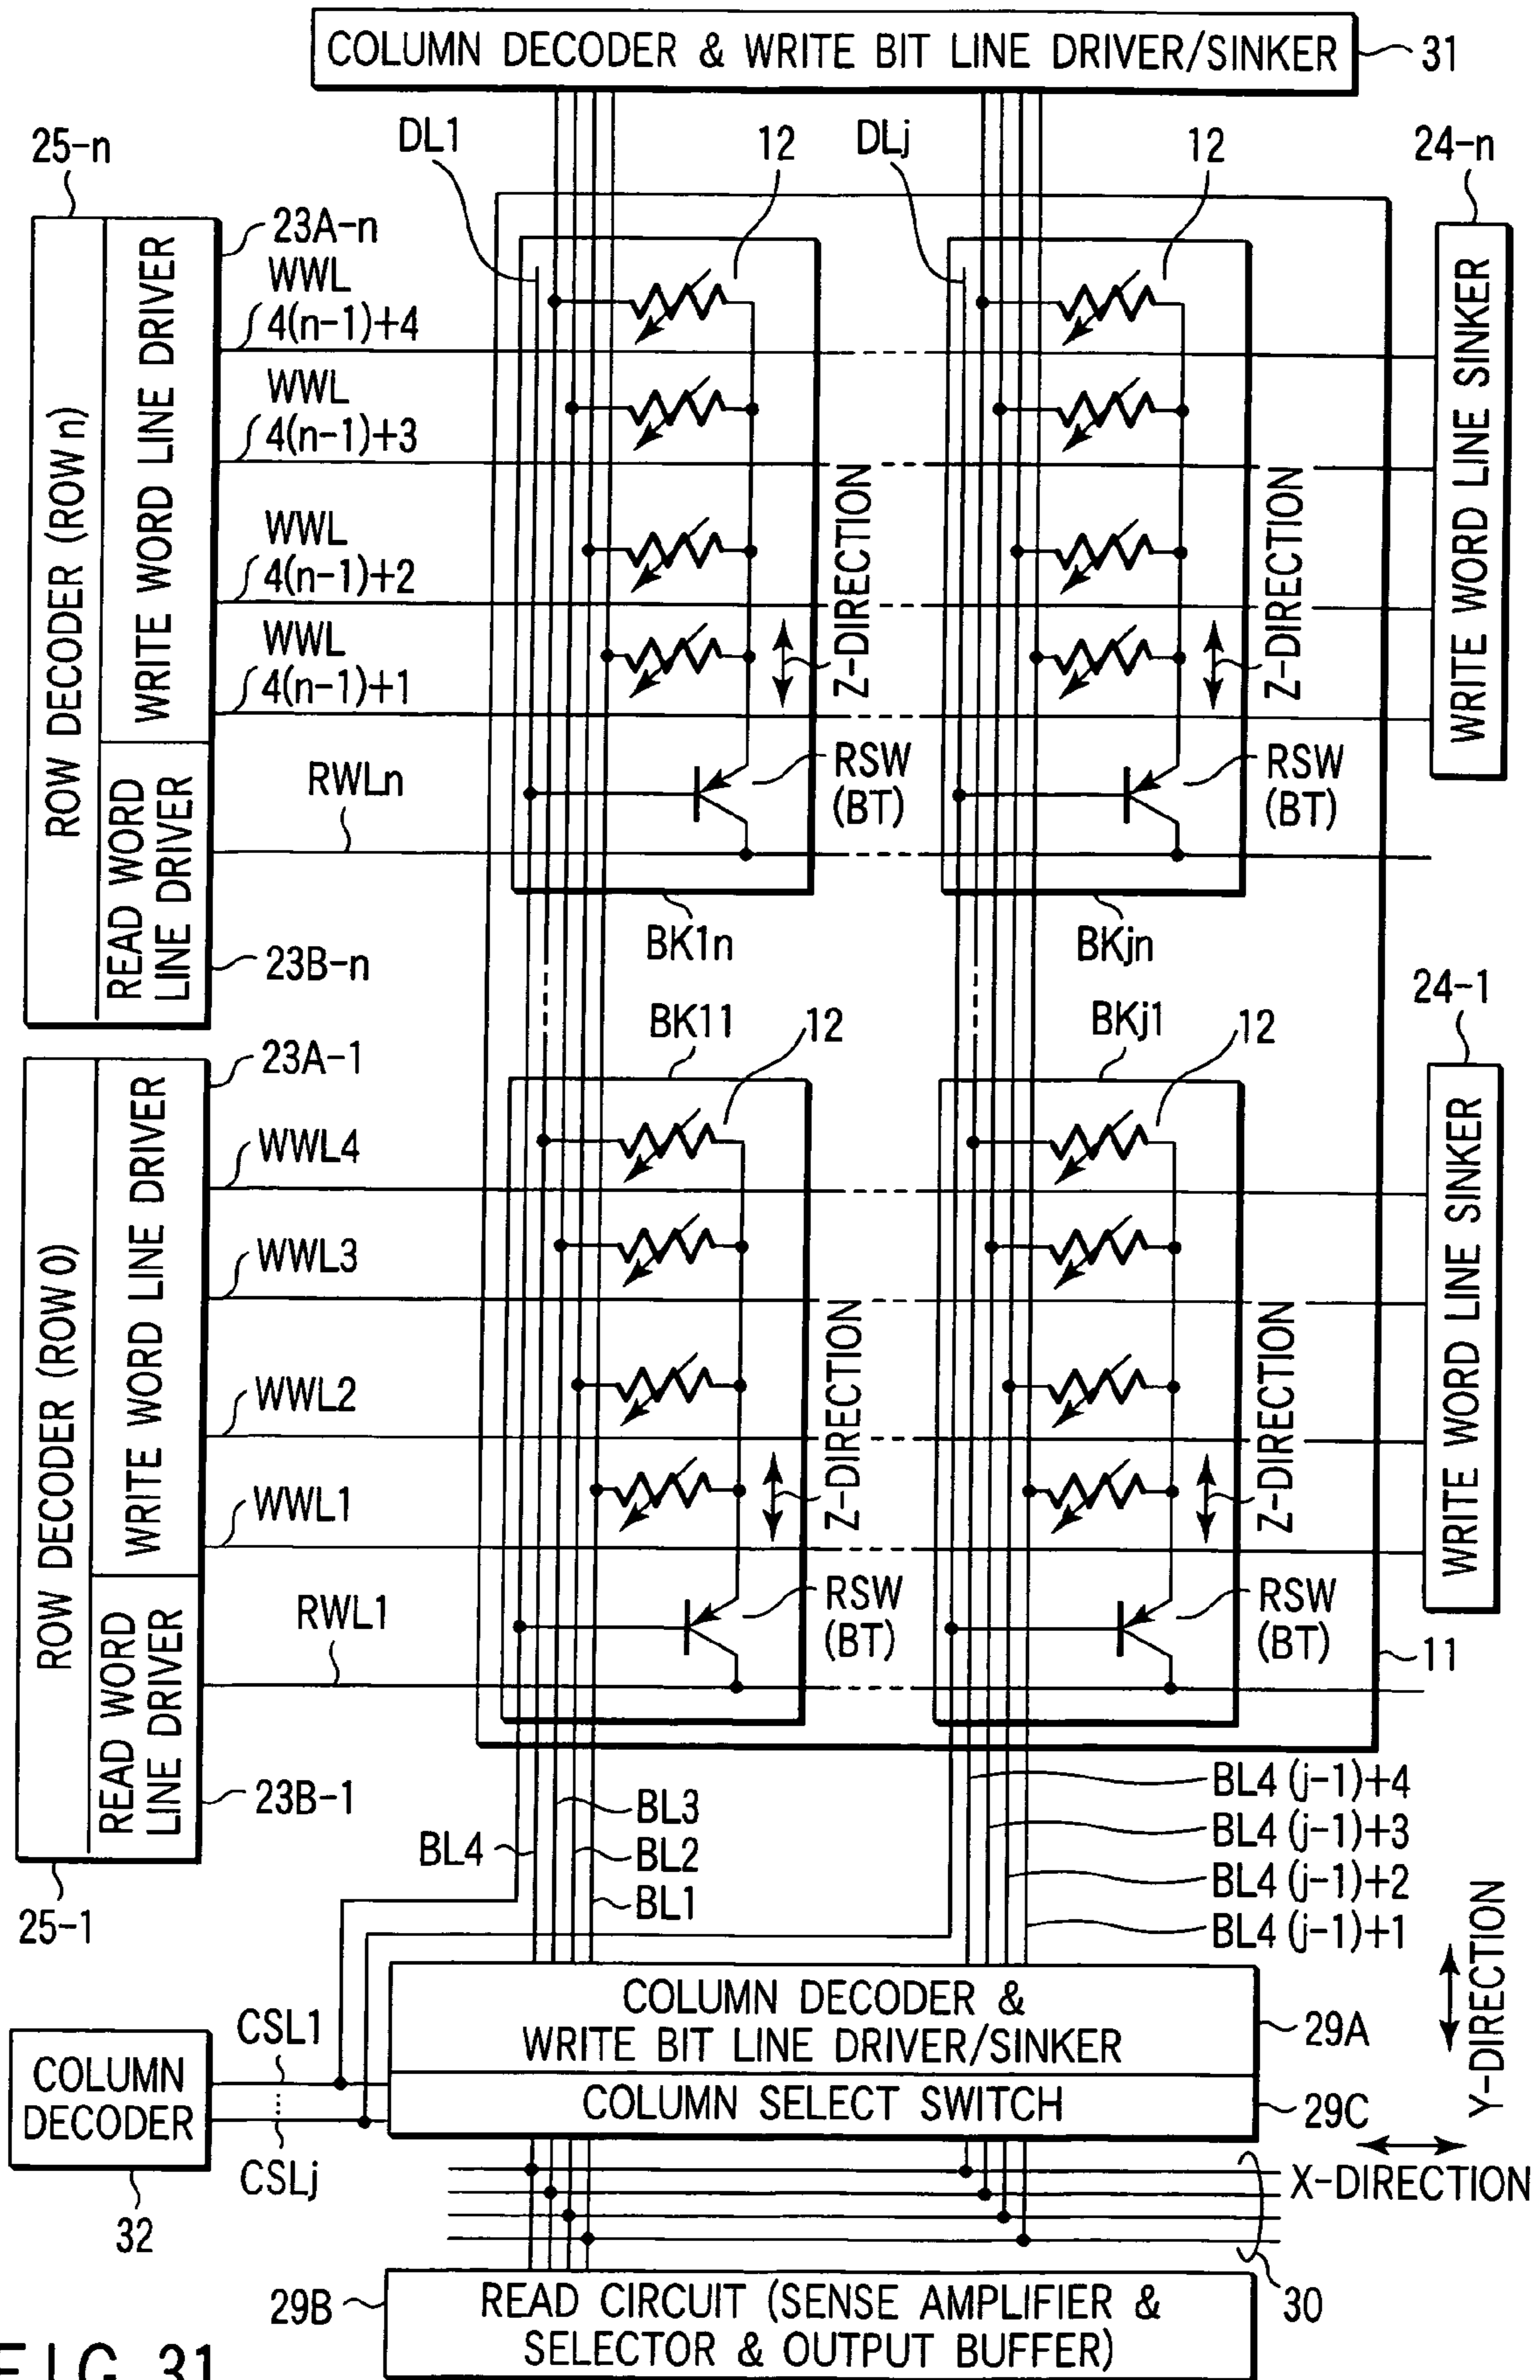 COLUMN DECODER & WRITE BIT LINE DRIVER/SINKER
31
25-n
DL1
12
DLj
12
24-n
23A-n
WWL
4(n-1)+4
WWL
4(n-1)+3
WWL
4(n-1)+2
WWL
4(n-1)+1
ROW DECODER (ROW n)
WRITE WORD LINE DRIVER
READ WORD
LINE DRIVER
Z-DIRECTION
Z-DIRECTION
WRITE WORD LINE SINKER
RWLn
RSW
(BT)
RSW
(BT)
23B-n
BK1n
BKjn
24-1
23A-1
BK11
12
BKj1
12
WWL4
WWL3
WWL2
WWL1
ROW DECODER (ROW 0)
WRITE WORD LINE DRIVER
READ WORD
LINE DRIVER
Z-DIRECTION
Z-DIRECTION
WRITE WORD LINE SINKER
RWL1
RSW
(BT)
RSW
(BT)
11
23B-1
25-1
BL3
BL4
BL2
BL1
BL4 (j-1)+4
BL4 (j-1)+3
BL4 (j-1)+2
BL4 (j-1)+1
Y-DIRECTION
COLUMN DECODER &
WRITE BIT LINE DRIVER/SINKER
29A
CSL1
COLUMN
DECODER
COLUMN SELECT SWITCH
29C
CSLj
32
X-DIRECTION
30
29B
READ CIRCUIT (SENSE AMPLIFIER &
SELECTOR & OUTPUT BUFFER)
FIG. 31